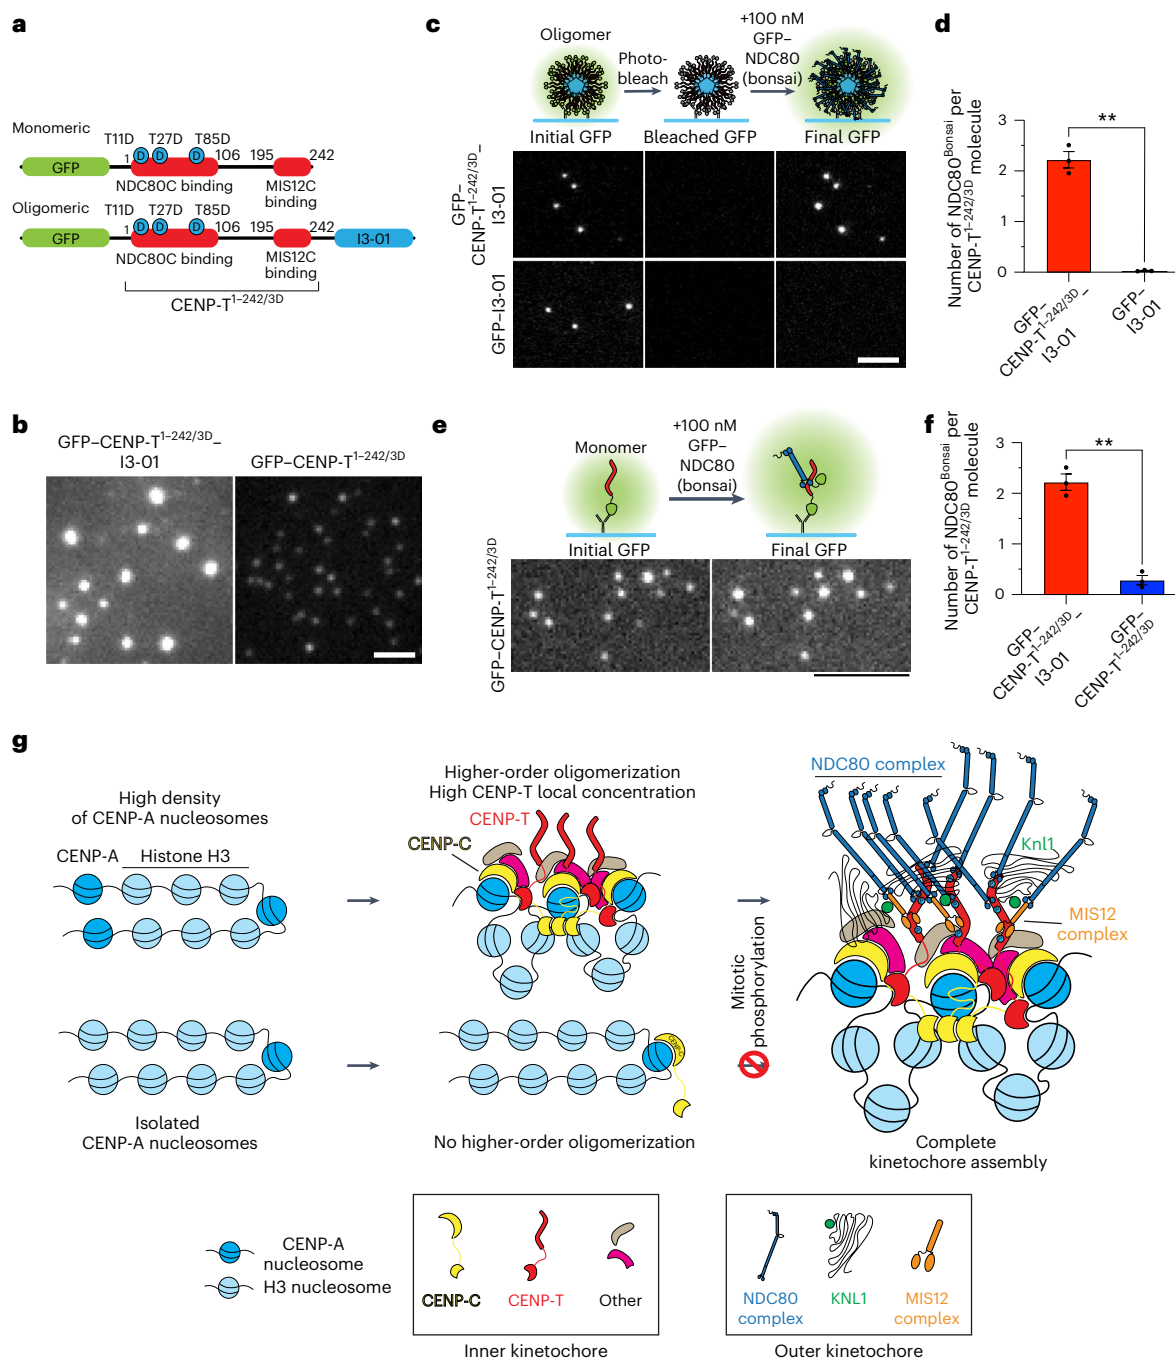 a
Monomeric
T11D T27D T85D
1 D D D 106 195 242
GFP
NDC80C binding
MIS12C
binding
Oligomeric
T11D T27D T85D
1 D D D 106 195 242
GFP
I3-01
NDC80C binding
MIS12C
binding
CENP-T1–242/3D
b
GFP–CENP-T1–242/3D–
I3-01
GFP–CENP-T1–242/3D
c
Oligomer
Photo-
bleach
+100 nM
GFP–
NDC80
(bonsai)
Initial GFP
Bleached GFP
Final GFP
GFP–
CENP-T1–242/3D–
I3-01
GFP–I3-01
d
Number of NDC80Bonsai per
CENP-T1–242/3D molecule
3
2
1
0
**
GFP–
CENP-T1–242/3D–
I3-01
GFP–
I3-01
e
Monomer
+100 nM
GFP–
NDC80
(bonsai)
Initial GFP
Final GFP
GFP–CENP-T1–242/3D
f
Number of NDC80Bonsai per
CENP-T1–242/3D molecule
3
2
1
0
**
GFP–
CENP-T1–242/3D–
I3-01
GFP–
CENP-T1–242/3D
g
High density
of CENP-A nucleosomes
CENP-A
Histone H3
Higher-order oligomerization
High CENP-T local concentration
CENP-T
CENP-C
NDC80 complex
Knl1
MIS12
complex
Mitotic
phosphorylation
CENP-C
Isolated
CENP-A nucleosomes
No higher-order oligomerization
Complete
kinetochore assembly
CENP-A
nucleosome
H3 nucleosome
CENP-C
CENP-T
Other
Inner kinetochore
NDC80
complex
KNL1
MIS12
complex
Outer kinetochore